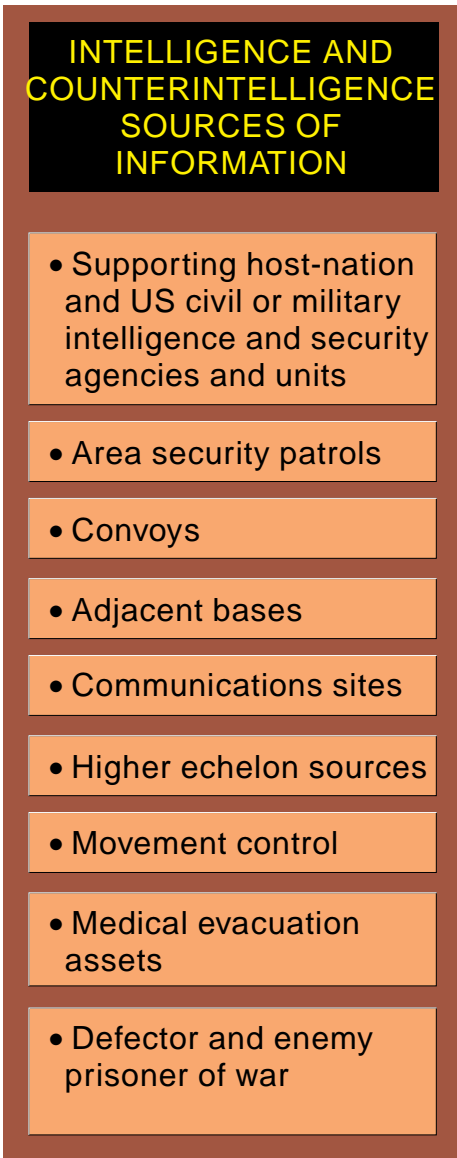 INTELLIGENCE AND
COUNTERINTELLIGENCE
SOURCES OF
INFORMATION
• Supporting host-nation
and US civil or military
intelligence and security
agencies and units
• Area security patrols
• Convoys
• Adjacent bases
• Communications sites
• Higher echelon sources
• Movement control
• Medical evacuation
assets
• Defector and enemy
prisoner of war